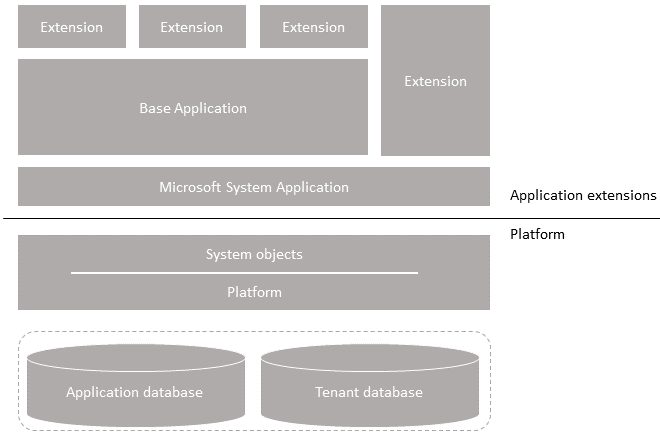 Extension
Extension
Extension
Extension
Base Application
Microsoft System Application
Application extensions
Platform
System objects
Platform
Application database
Tenant database